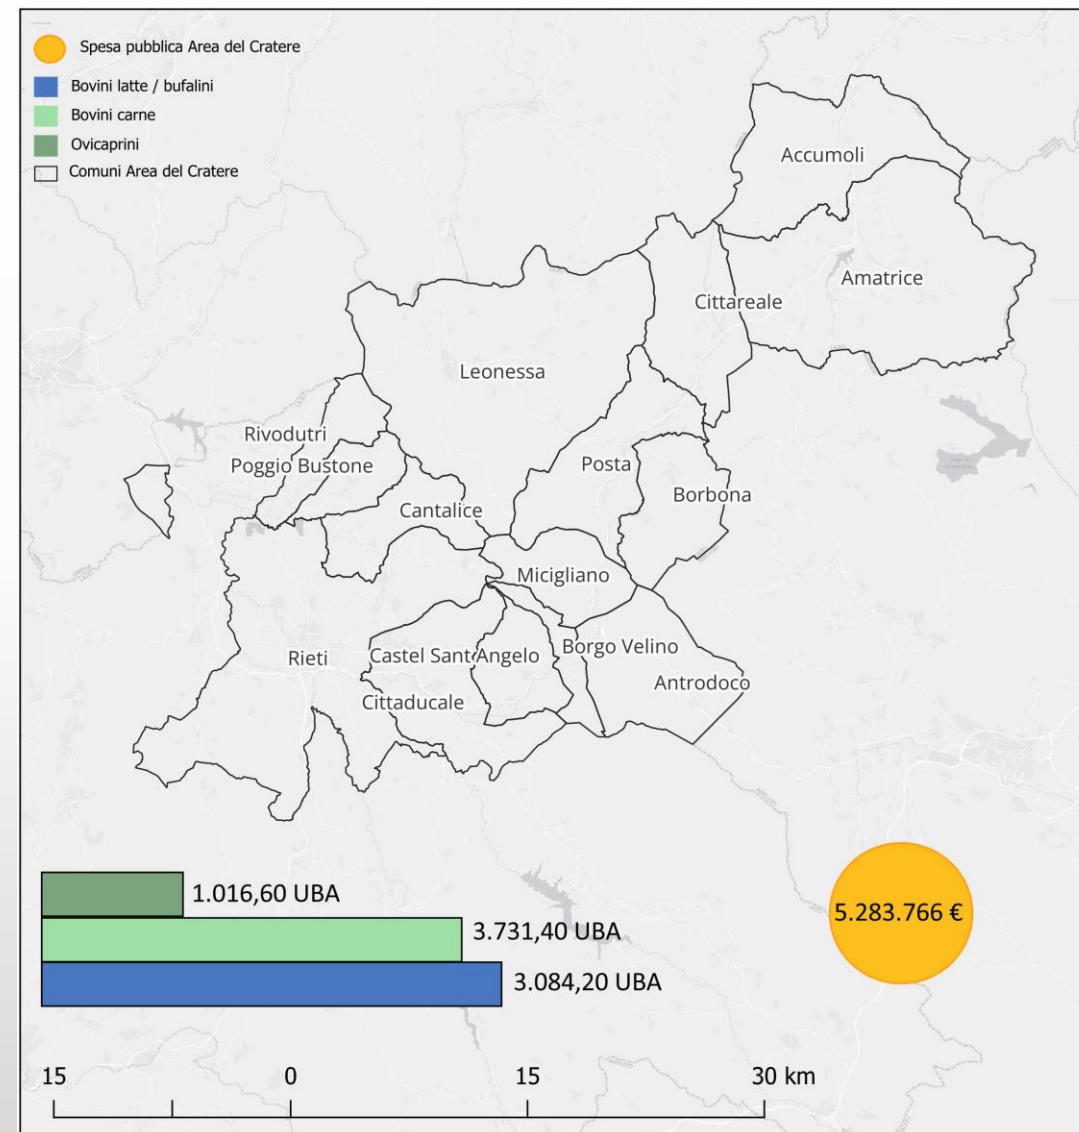 Spesa pubblica Area del Cratere
Bovini latte / bufalini
Bovini carne
Ovicaprini
Comuni Area del Cratere
Accumoli
Amatrice
Cittareale
Leonessa
Rivodutri
Poggio Bustone
Posta
Borbona
Cantalice
Micigliano
Borgo Velino
Castel Sant'Angelo
Rieti
Antrodoco
Cittaducale
1.016,60 UBA
5.283.766 €
3.731,40 UBA
3.084,20 UBA
15 0 15 30 km